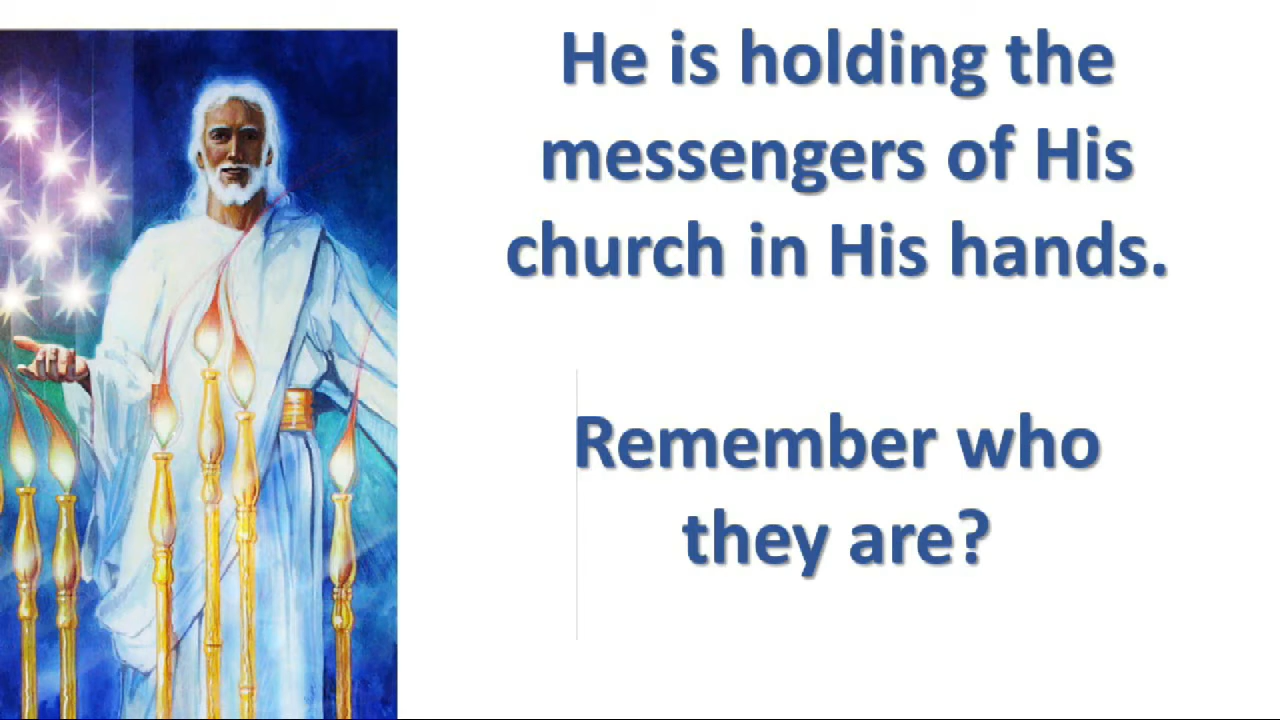 He is holding the
messengers of His
church in His hands.
Remember who
they are?